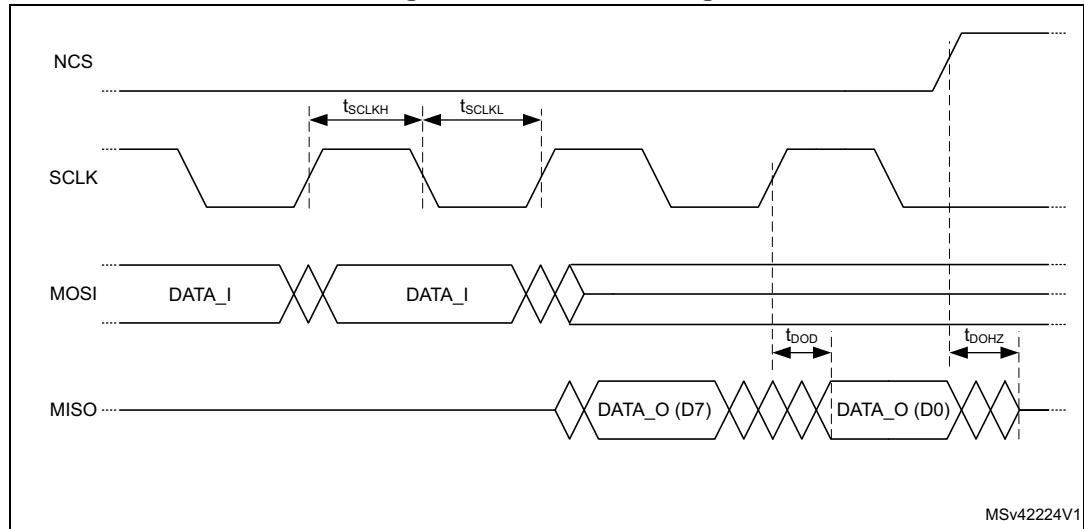 NCS
tSCLKH
tSCLKL
SCLK
MOSI
DATA_I
DATA_I
tDOD
tDOHZ
MISO
DATA_O (D7)
DATA_O (D0)
MSv42224V1